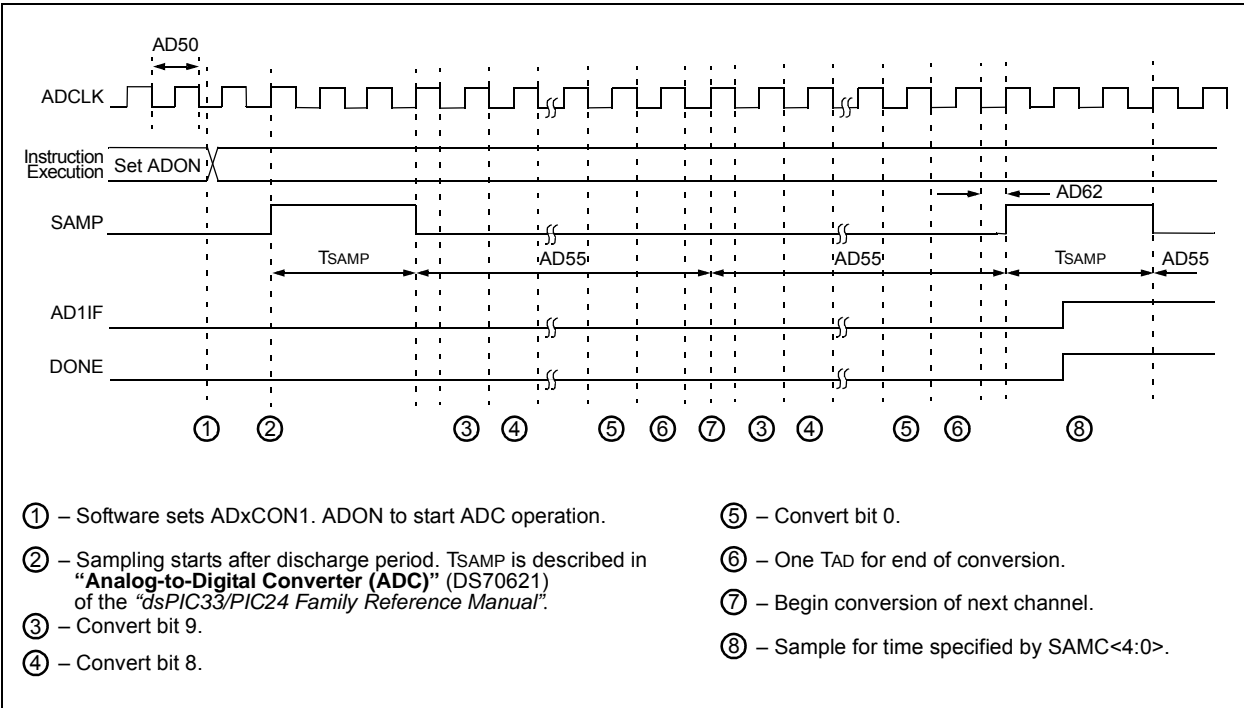 AD50
ADCLK
Instruction
Execution
Set ADON
AD62
SAMP
TSAMP AD55 AD55 TSAMP AD55
AD1IF
DONE
① ② ③ ④ ⑤ ⑥ ⑦ ③ ④ ⑤ ⑥ ⑧
① – Software sets ADxCON1. ADON to start ADC operation.
② – Sampling starts after discharge period. TSAMP is described in
“Analog-to-Digital Converter (ADC)” (DS70621)
of the “dsPIC33/PIC24 Family Reference Manual”.
③ – Convert bit 9.
④ – Convert bit 8.
⑤ – Convert bit 0.
⑥ – One TAD for end of conversion.
⑦ – Begin conversion of next channel.
⑧ – Sample for time specified by SAMC<4:0>.